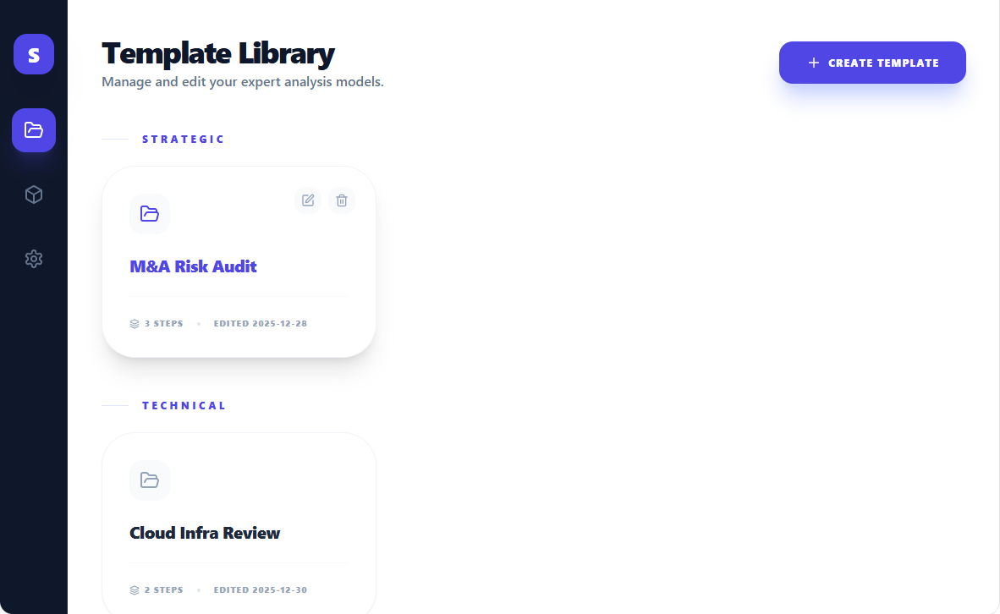 S
Template Library
Manage and edit your expert analysis models.
CREATE TEMPLATE
STRATEGIC
M&A Risk Audit
3 STEPS • EDITED 2025-12-28
TECHNICAL
Cloud Infra Review
2 STEPS • EDITED 2025-12-30